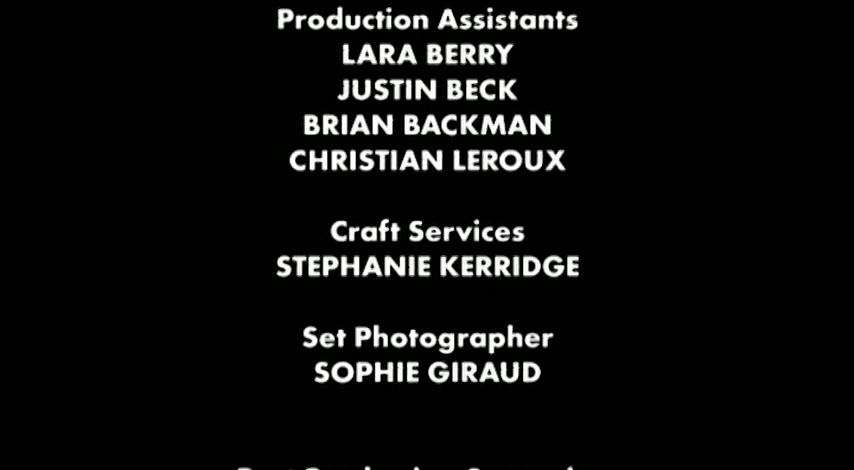 Production Assistants
LARA BERRY
JUSTIN BECK
BRIAN BACKMAN
CHRISTIAN LEROUX
Craft Services
STEPHANIE KERRIDGE
Set Photographer
SOPHIE GIRAUD